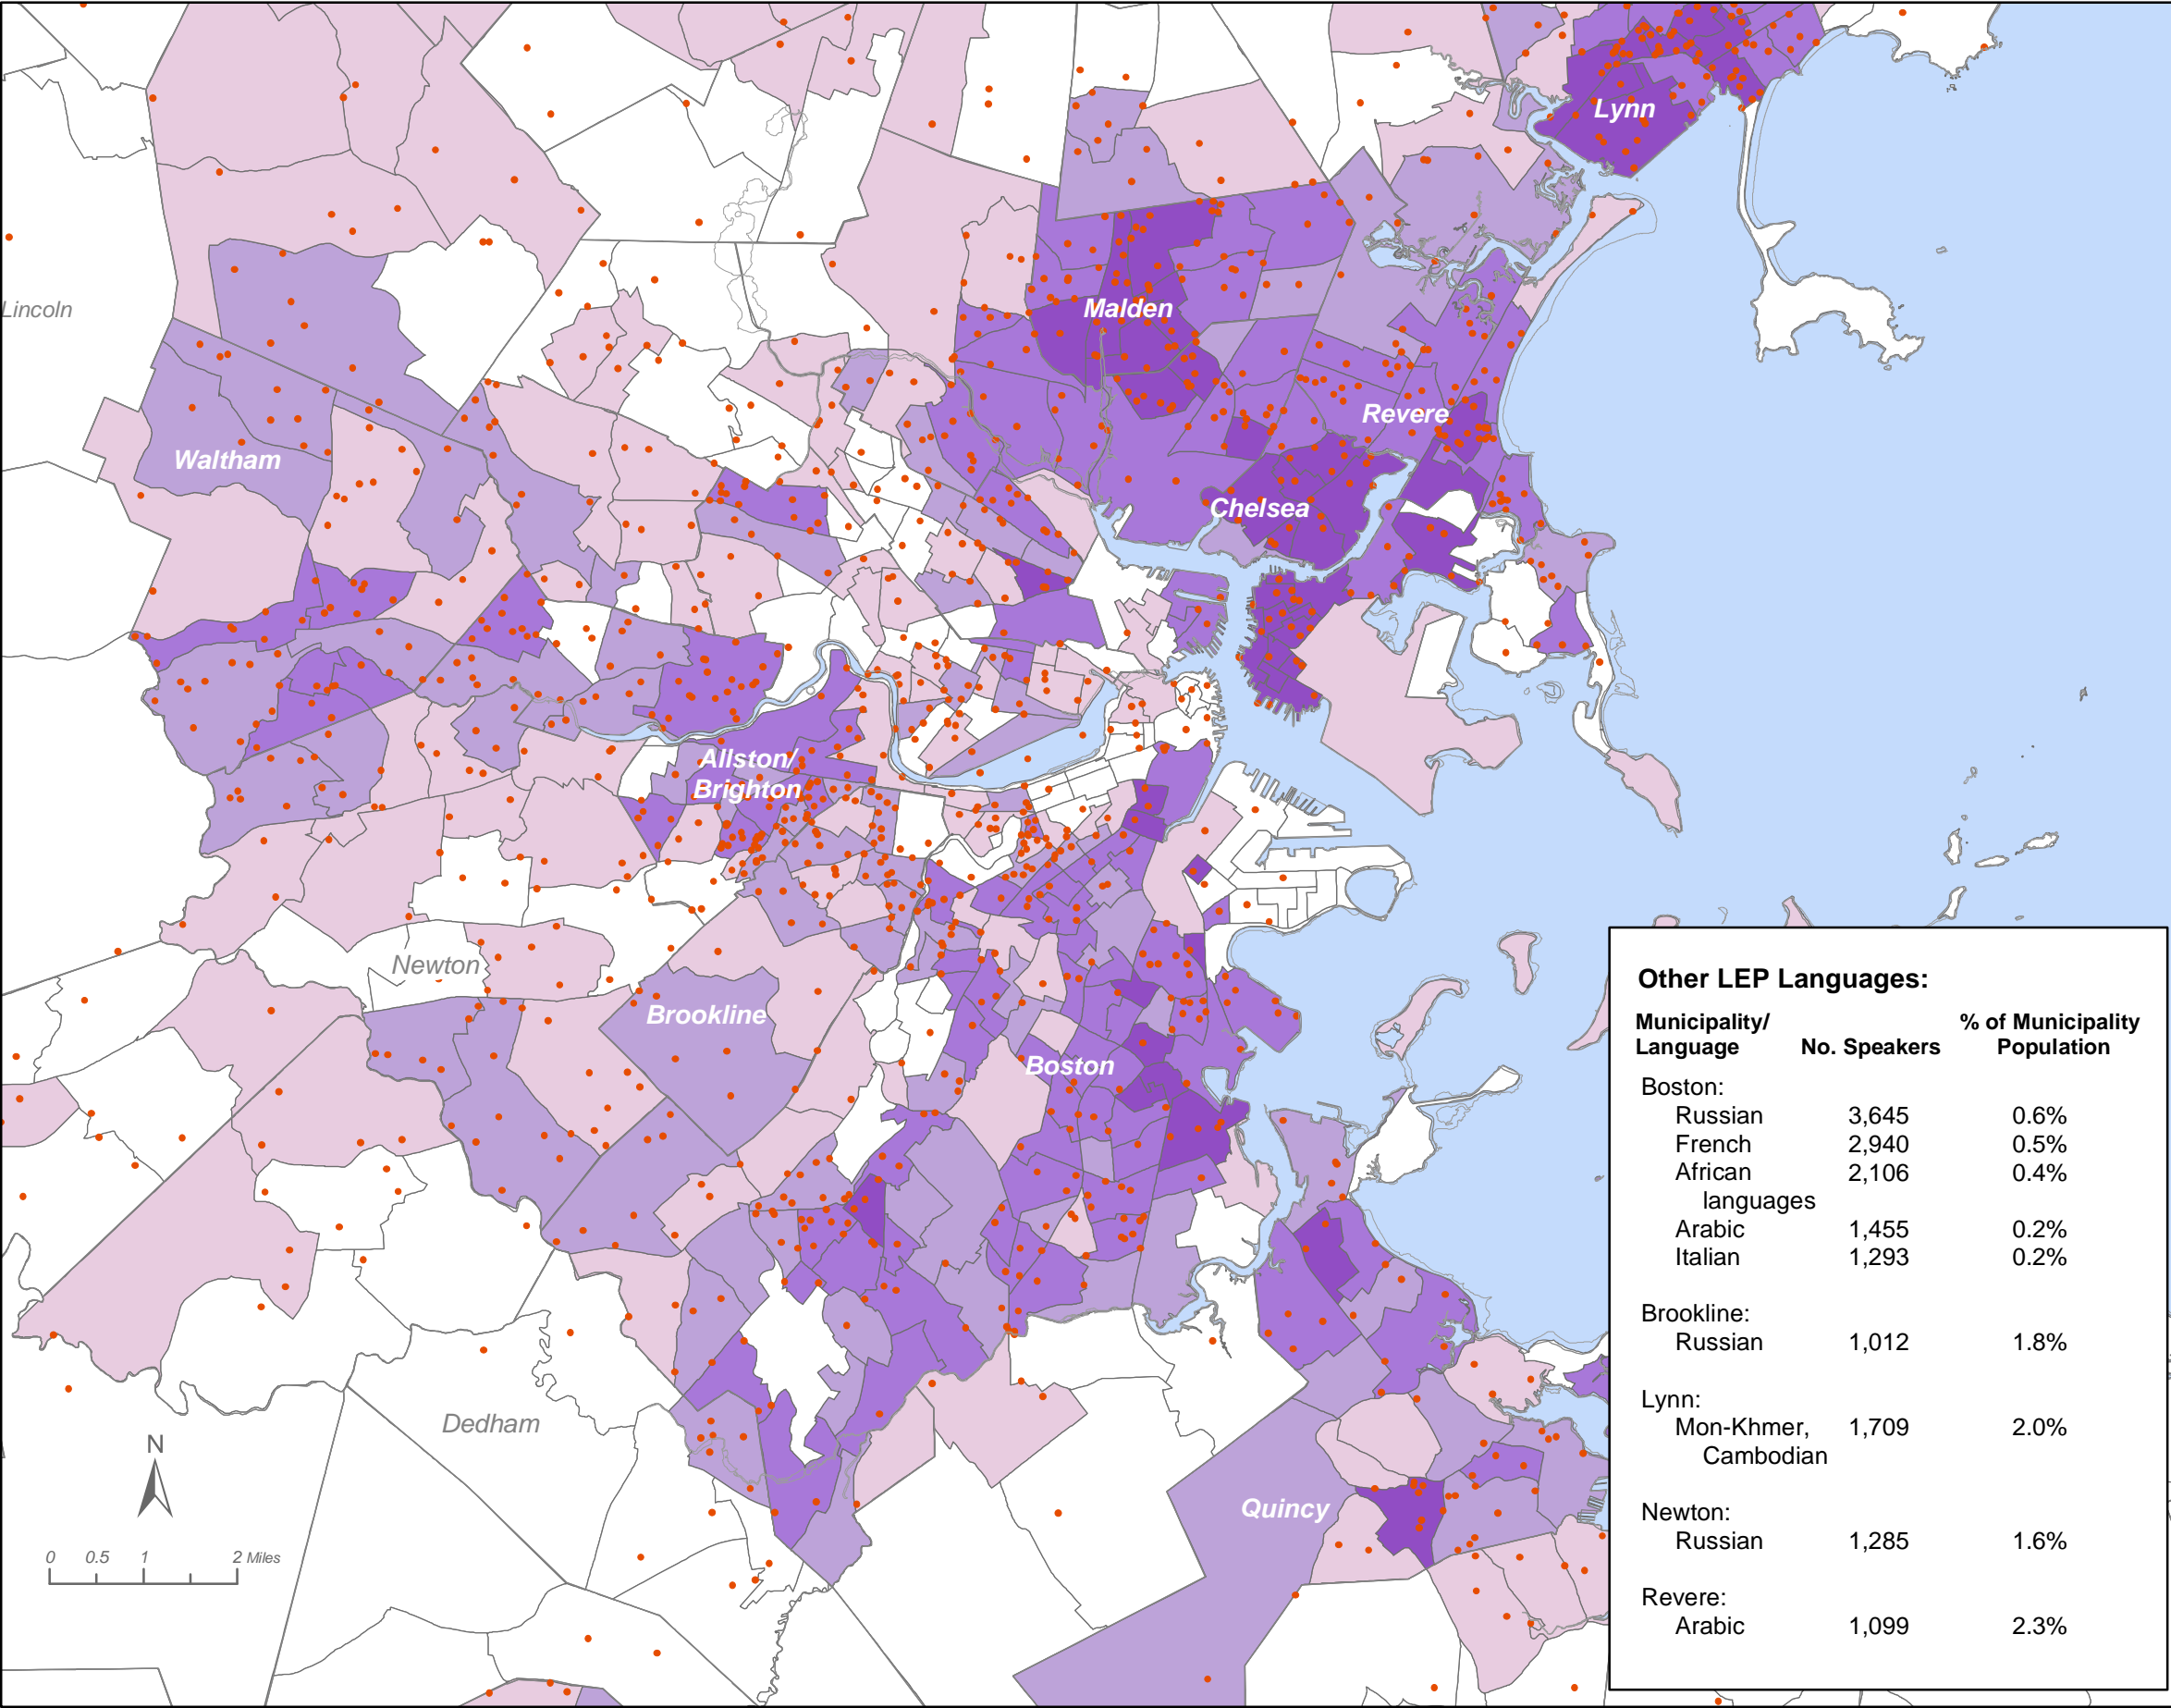 Lynn
Lincoln
Malden
Revere
Waltham
Chelsea
Allston/
Brighton
Newton
Brookline
Boston
Dedham
Quincy
N
0 0.5 1 2 Miles
Other LEP Languages:
Municipality/ % of Municipality
Language No. Speakers Population
Boston:
Russian 3,645 0.6%
French 2,940 0.5%
African 2,106 0.4%
languages
Arabic 1,455 0.2%
Italian 1,293 0.2%
Brookline:
Russian 1,012 1.8%
Lynn:
Mon-Khmer, 1,709 2.0%
Cambodian
Newton:
Russian 1,285 1.6%
Revere:
Arabic 1,099 2.3%